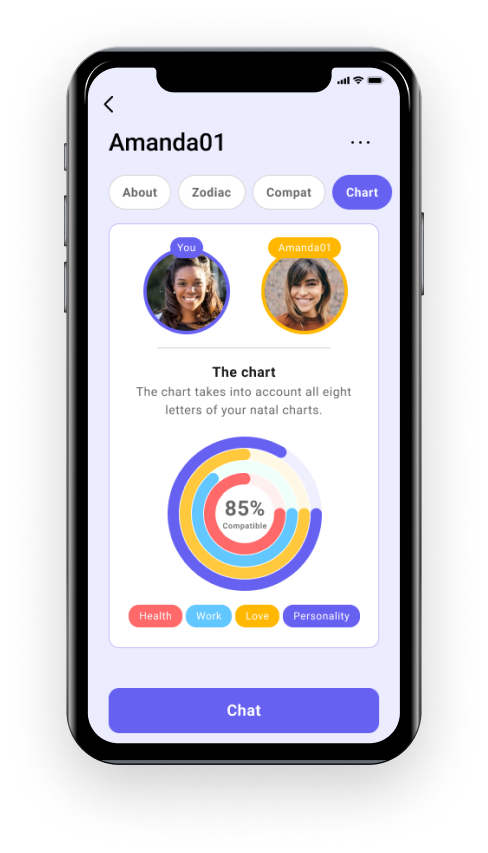 Amanda01
About
Zodiac
Compat
Chart
You
Amanda01
The chart
The chart takes into account all eight
letters of your natal charts.
85%
Compatible
Health
Work
Love
Personality
Chat